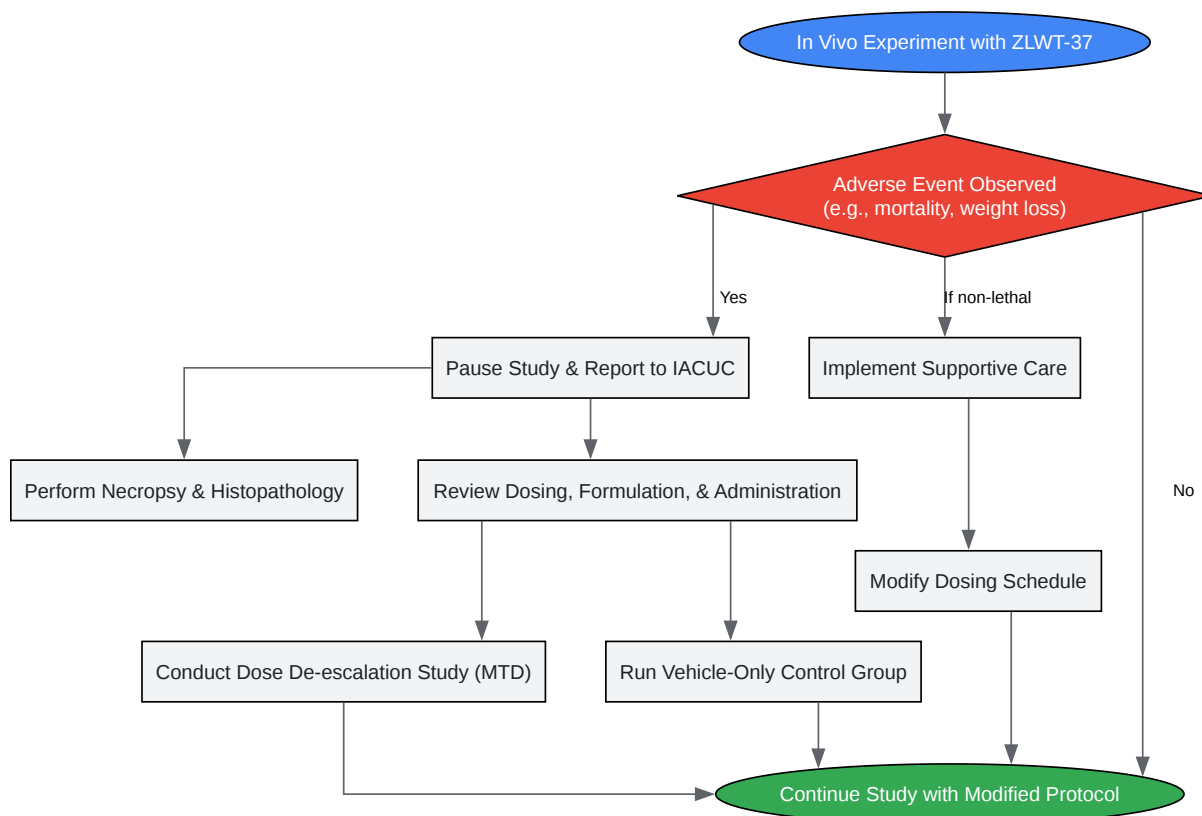 In Vivo Experiment with ZLWT-37
Adverse Event Observed
(e.g., mortality, weight loss)
Yes
If non-lethal
Pause Study & Report to IACUC
Implement Supportive Care
Perform Necropsy & Histopathology
Review Dosing, Formulation, & Administration
No
Modify Dosing Schedule
Conduct Dose De-escalation Study (MTD)
Run Vehicle-Only Control Group
Continue Study with Modified Protocol